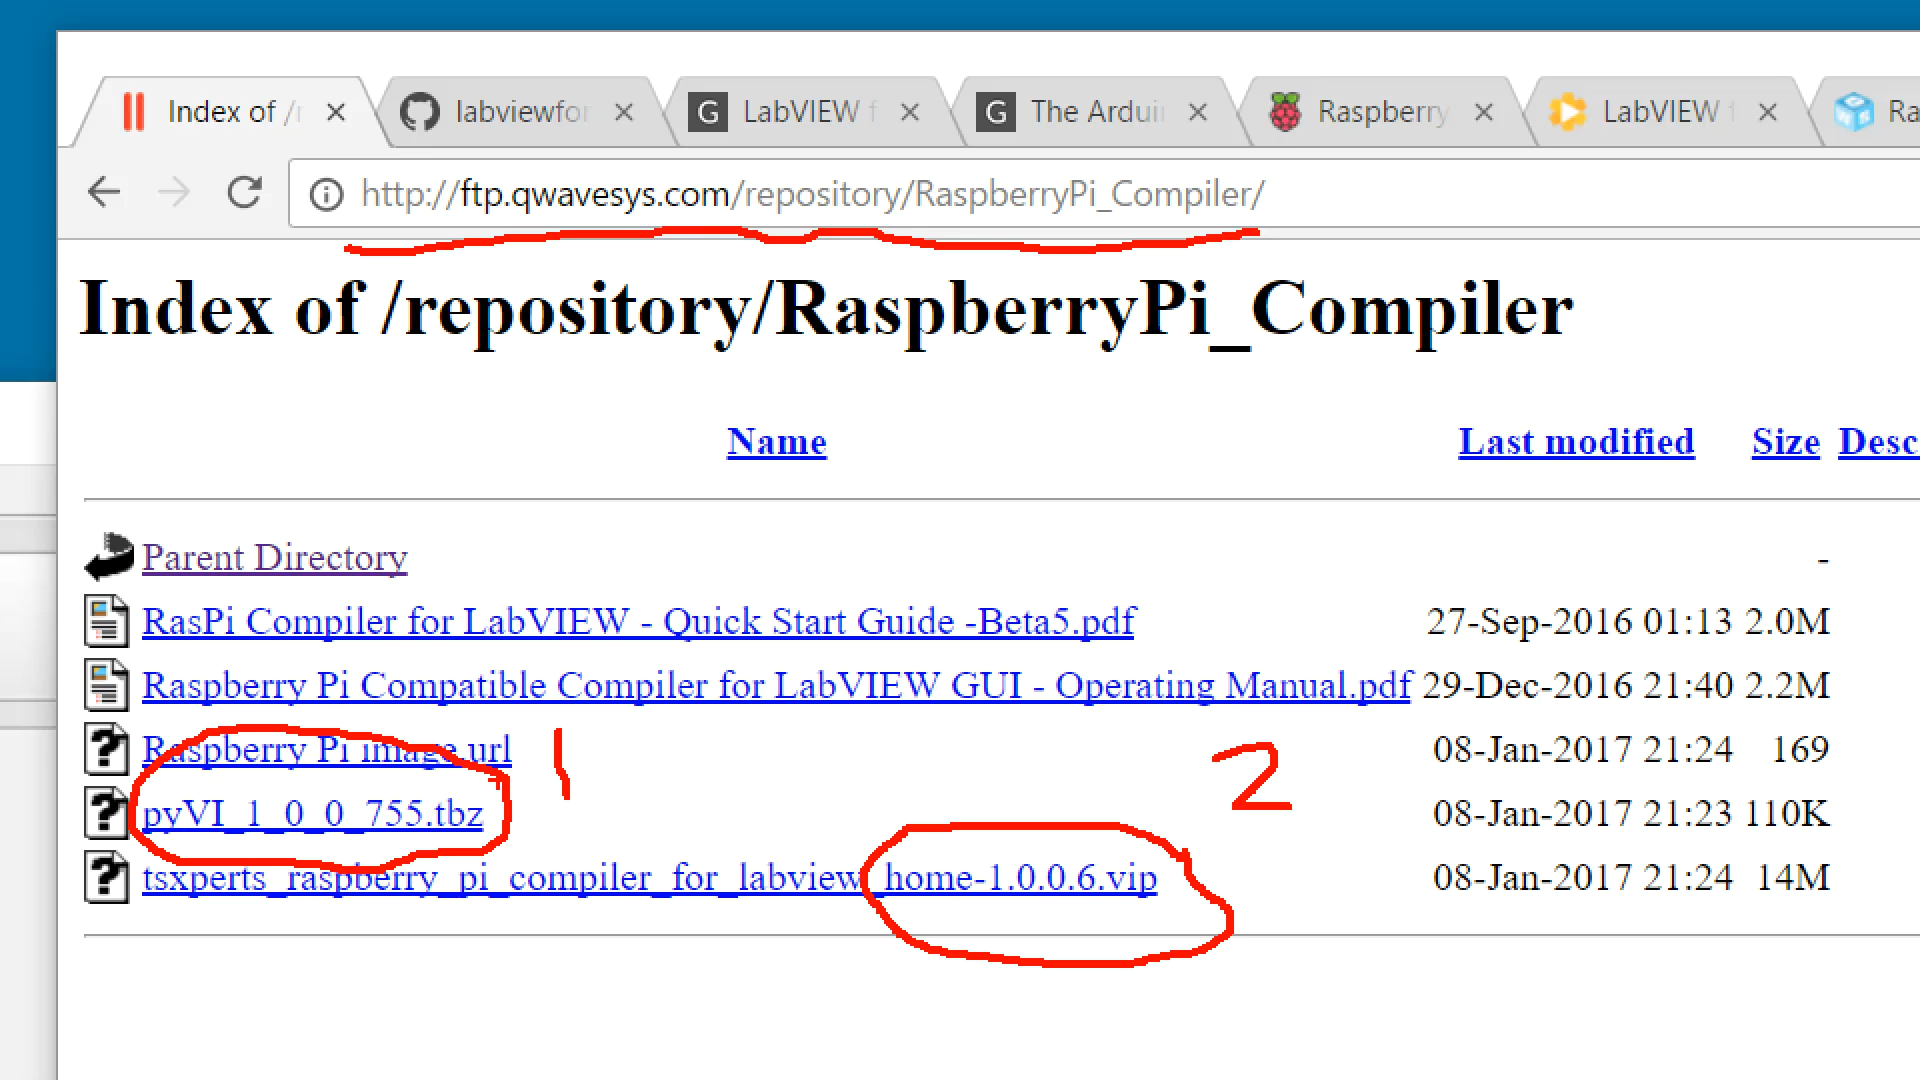 Index of /r
labviewfor
LabVIEW f
The Ardui
Raspberry
LabVIEW f
Ra
http://ftp.qwavesys.com/repository/RaspberryPi_Compiler/
Index of /repository/RaspberryPi_Compiler
Name Last modified Size Desc
Parent Directory -
RasPi Compiler for LabVIEW - Quick Start Guide -Beta5.pdf 27-Sep-2016 01:13 2.0M
Raspberry Pi Compatible Compiler for LabVIEW GUI - Operating Manual.pdf 29-Dec-2016 21:40 2.2M
Raspberry Pi image.url 1 2 08-Jan-2017 21:24 169
pyVI_1_0_0_755.tbz 08-Jan-2017 21:23 110K
tsxperts_raspberry_pi_compiler_for_labview_home-1.0.0.6.vip 08-Jan-2017 21:24 14M